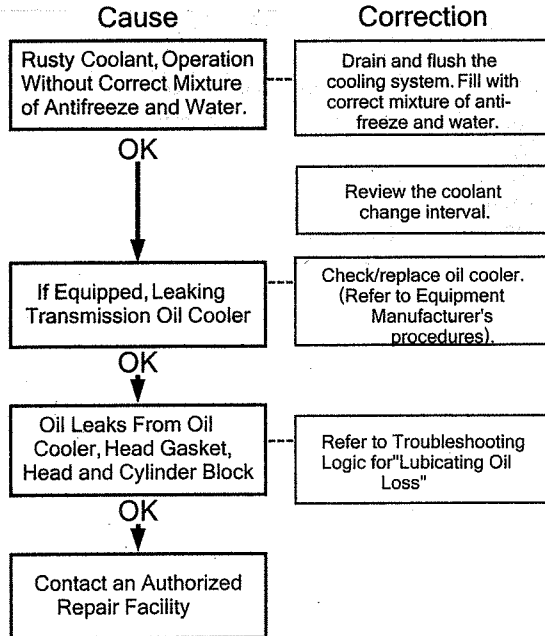 Cause
Correction
Rusty Coolant, Operation
Without Correct Mixture
of Antifreeze and Water.
Drain and flush the
cooling system. Fill with
correct mixture of anti-
freeze and water.
OK
Review the coolant
change interval.
If Equipped, Leaking
Transmission Oil Cooler
Check/replace oil cooler.
(Refer to Equipment
Manufacturer's
procedures).
OK
Oil Leaks From Oil
Cooler, Head Gasket,
Head and Cylinder Block
Refer to Troubleshooting
Logic for"Lubicating Oil
Loss"
OK
Contact an Authorized
Repair Facility